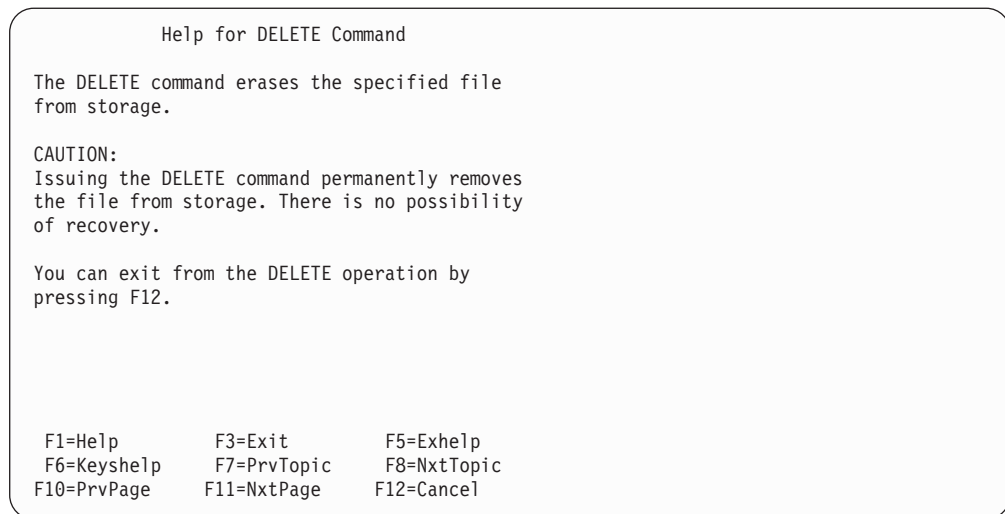 Help for DELETE Command
The DELETE command erases the specified file
from storage.
CAUTION:
Issuing the DELETE command permanently removes
the file from storage. There is no possibility
of recovery.
You can exit from the DELETE operation by
pressing F12.
F1=Help F3=Exit F5=Exhelp
F6=Keyshelp F7=PrvTopic F8=NxtTopic
F10=PrvPage F11=NxtPage F12=Cancel